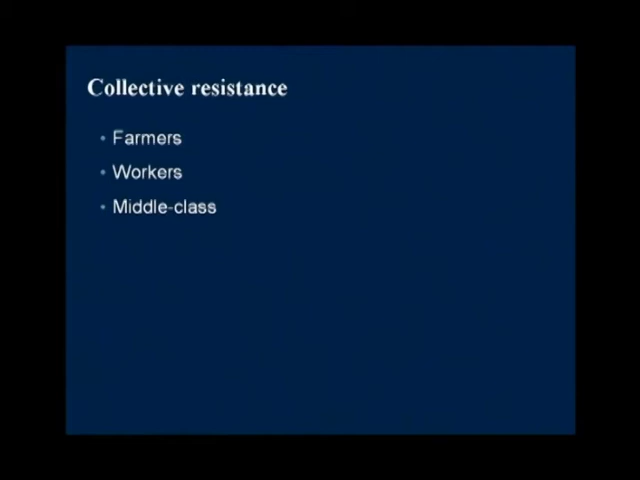 Collective resistance
• Farmers
• Workers
• Middle-class